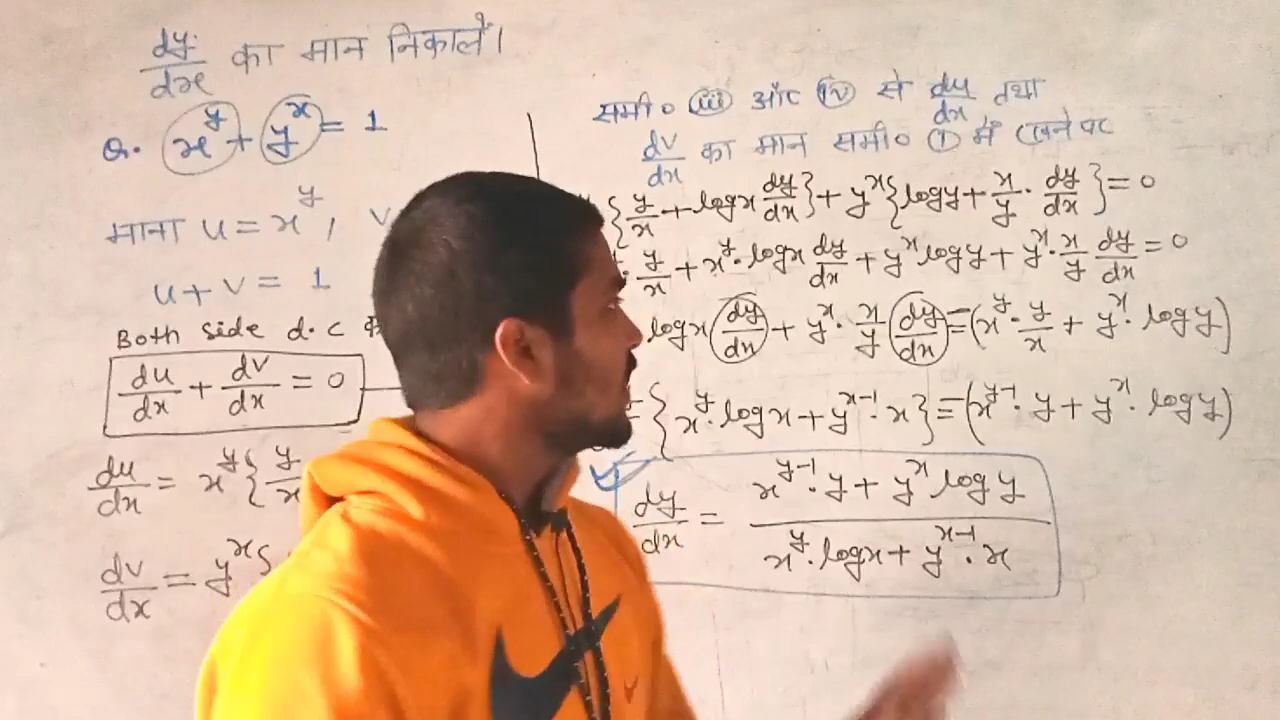 dy/dx का मान निकालें।
Q. x^y + y^x = 1
माना u = x^y, v
u + v = 1
Both side d.c
du/dx + dv/dx = 0
du/dx = x^y { y/x
dv/dx = y^x {
समी० (iii) और (iv) से du/dx तथा
dv/dx का मान समी० (1) में रखने पर
{ y/x + logx dy/dx } + y^x { logy + x/y · dy/dx } = 0
· y/x + x^y · logx dy/dx + y^x logy + y^x · x/y dy/dx = 0
logx (dy/dx) + y^x · x/y (dy/dx) = -(x^y · y/x + y^x · logy)
{ x^y · logx + y^(x-1) · x } = -(x^(y-1) · y + y^x · logy)
dy/dx = (x^(y-1) · y + y^x logy) / (x^y · logx + y^(x-1) · x)